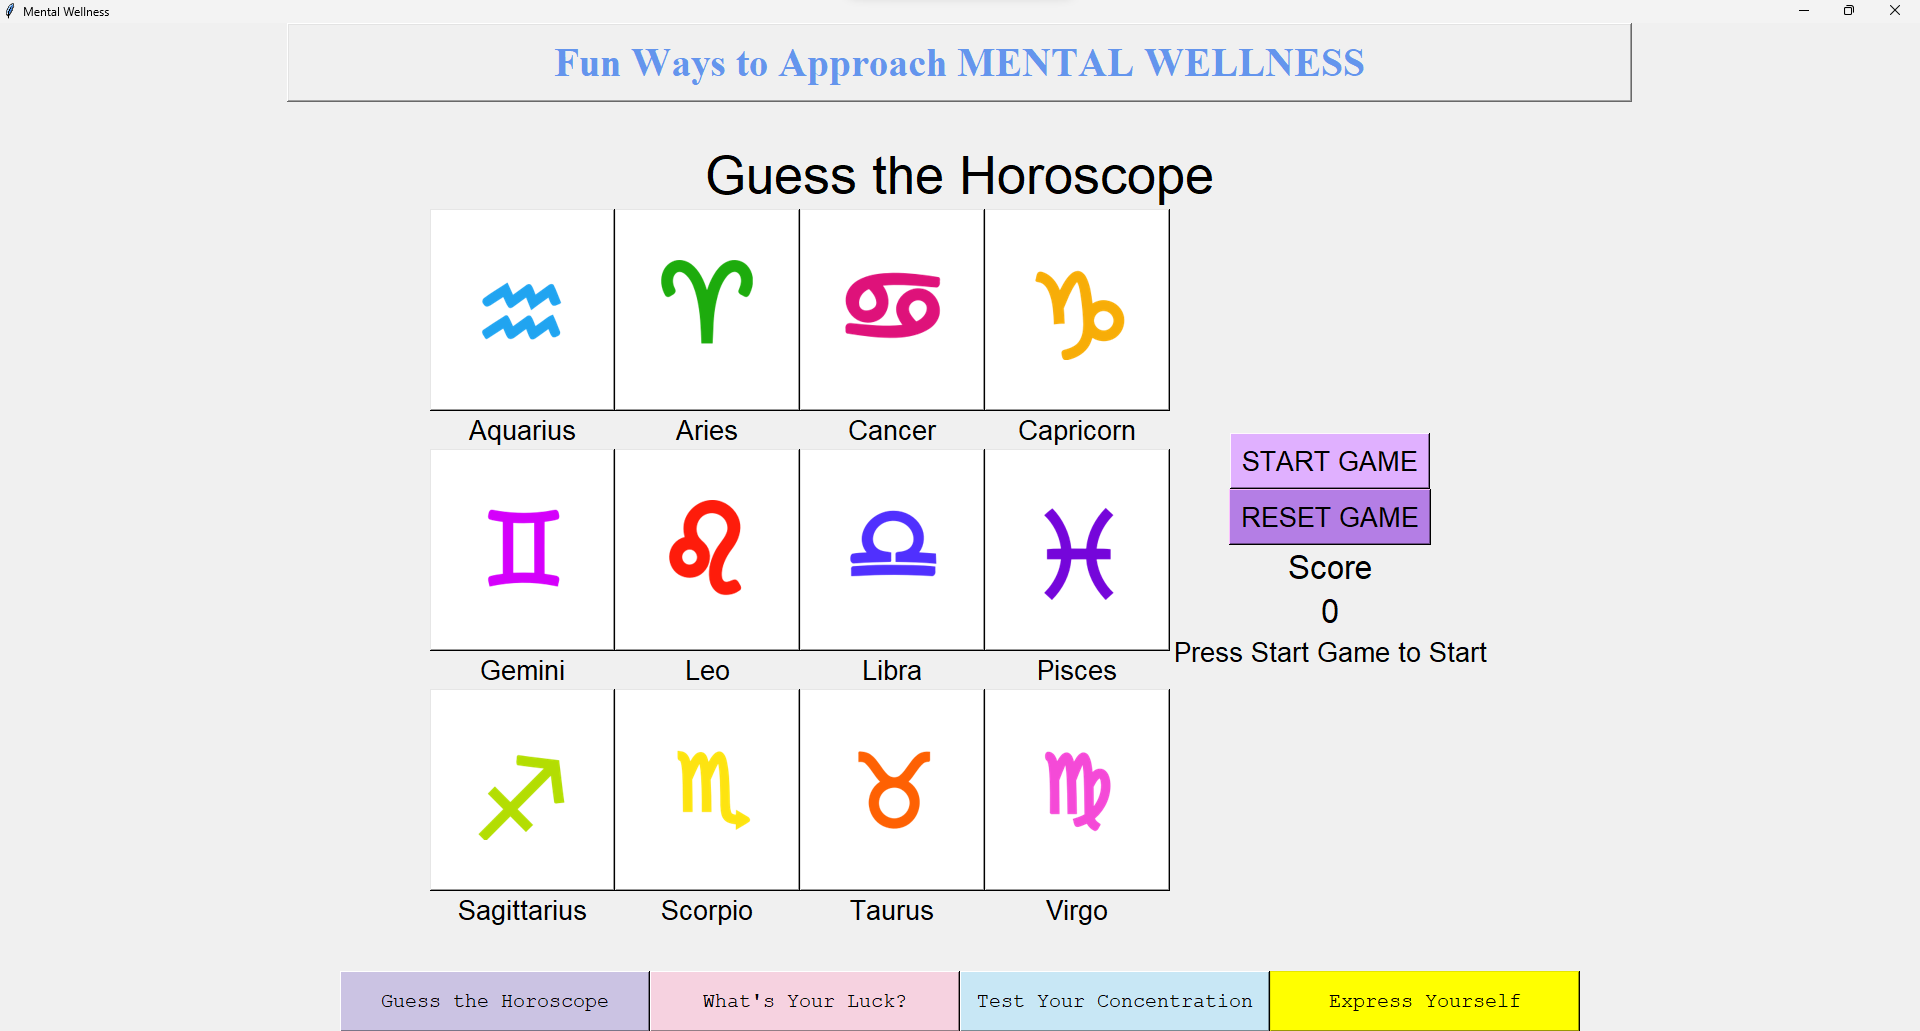 Mental Wellness
Fun Ways to Approach MENTAL WELLNESS
Guess the Horoscope
Aquarius
Aries
Cancer
Capricorn
START GAME
RESET GAME
Score
0
Press Start Game to Start
Gemini
Leo
Libra
Pisces
Sagittarius
Scorpio
Taurus
Virgo
Guess the Horoscope
What's Your Luck?
Test Your Concentration
Express Yourself